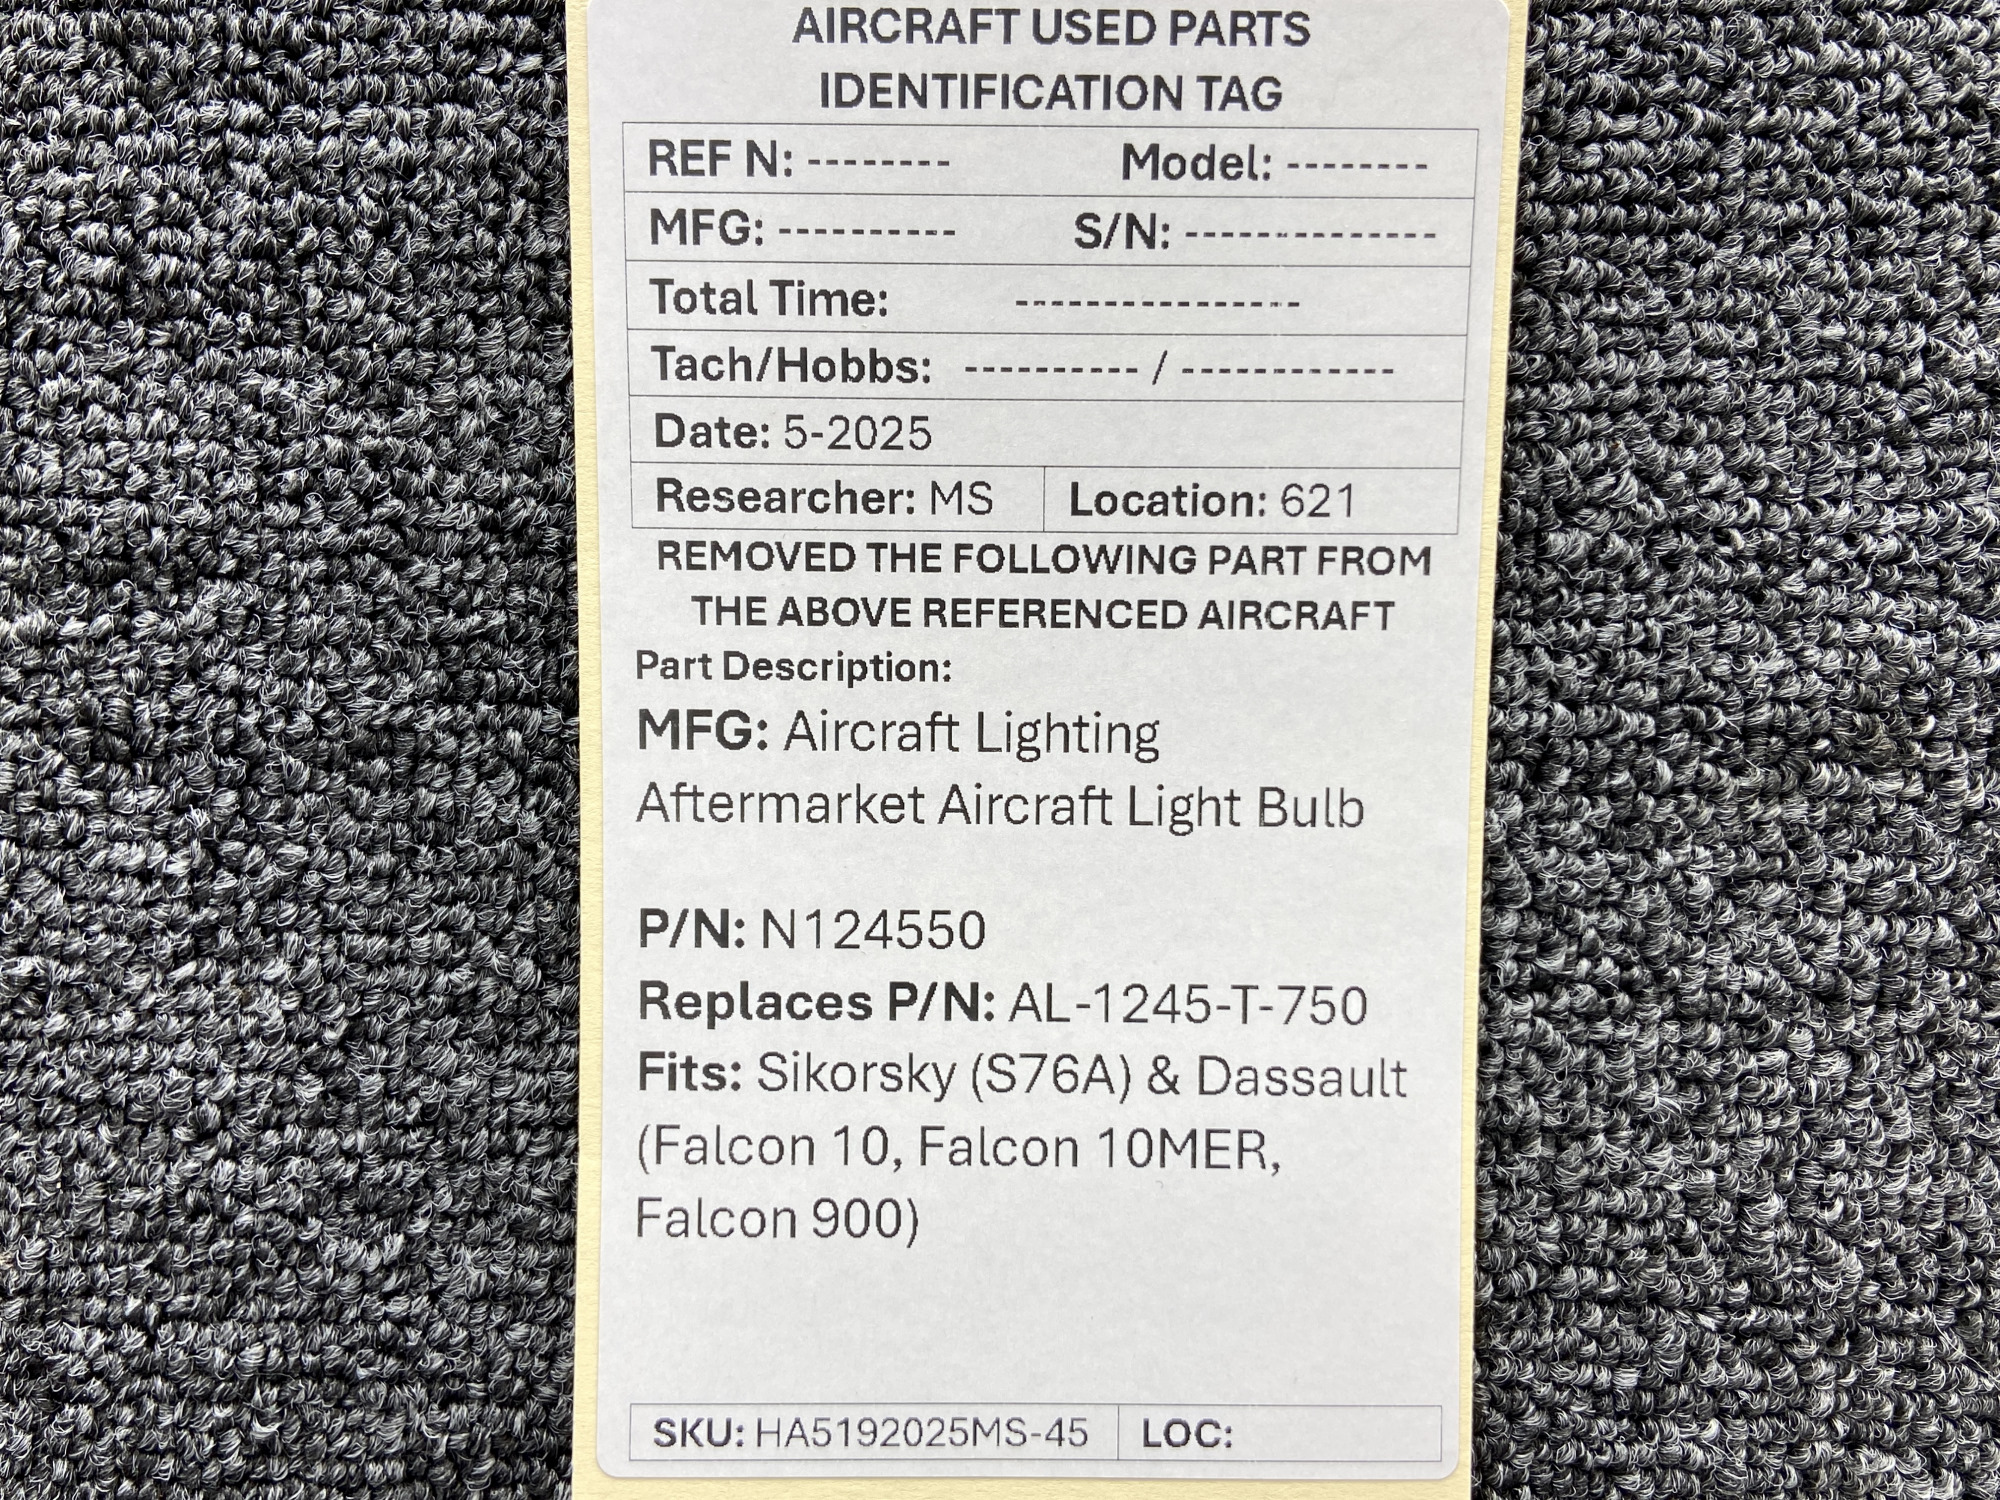 AIRCRAFT USED PARTS
IDENTIFICATION TAG
REF N: -------- Model: --------
MFG: ---------- S/N: --------------
Total Time: ----------------
Tach/Hobbs: ---------- / ------------
Date: 5-2025
Researcher: MS Location: 621
REMOVED THE FOLLOWING PART FROM
THE ABOVE REFERENCED AIRCRAFT
Part Description:
MFG: Aircraft Lighting
Aftermarket Aircraft Light Bulb
P/N: N124550
Replaces P/N: AL-1245-T-750
Fits: Sikorsky (S76A) & Dassault
(Falcon 10, Falcon 10MER,
Falcon 900)
SKU: HA5192025MS-45 LOC: